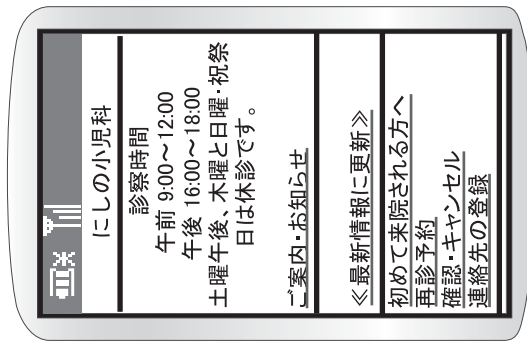 にしの小児科
診察時間
午前 9:00～12:00
午後 16:00～18:00
土曜午後、木曜と日曜・祝祭
日は休診です。
ご案内・お知らせ
≪最新情報に更新≫
初めて来院される方へ
再診予約
確認・キャンセル
連絡先の登録